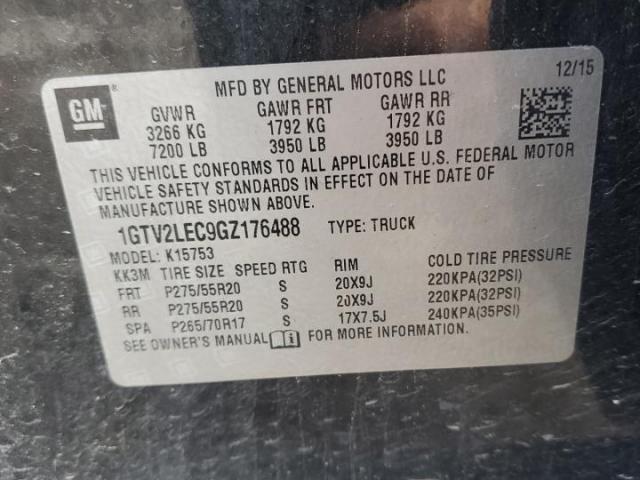 GM ®
MFD BY GENERAL MOTORS LLC 12/15
GVWR GAWR FRT GAWR RR
3266 KG 1792 KG 1792 KG
7200 LB 3950 LB 3950 LB
THIS VEHICLE CONFORMS TO ALL APPLICABLE U.S. FEDERAL MOTOR
VEHICLE SAFETY STANDARDS IN EFFECT ON THE DATE OF
MANUFACTURE SHOWN ABOVE.
1GTV2LEC9GZ176488 TYPE: TRUCK
MODEL: K15753
KK3M TIRE SIZE SPEED RTG RIM COLD TIRE PRESSURE
FRT P275/55R20 S 20X9J 220KPA(32PSI)
RR P275/55R20 S 20X9J 220KPA(32PSI)
SPA P265/70R17 S 17X7.5J 240KPA(35PSI)
SEE OWNER'S MANUAL FOR MORE INFORMATION.